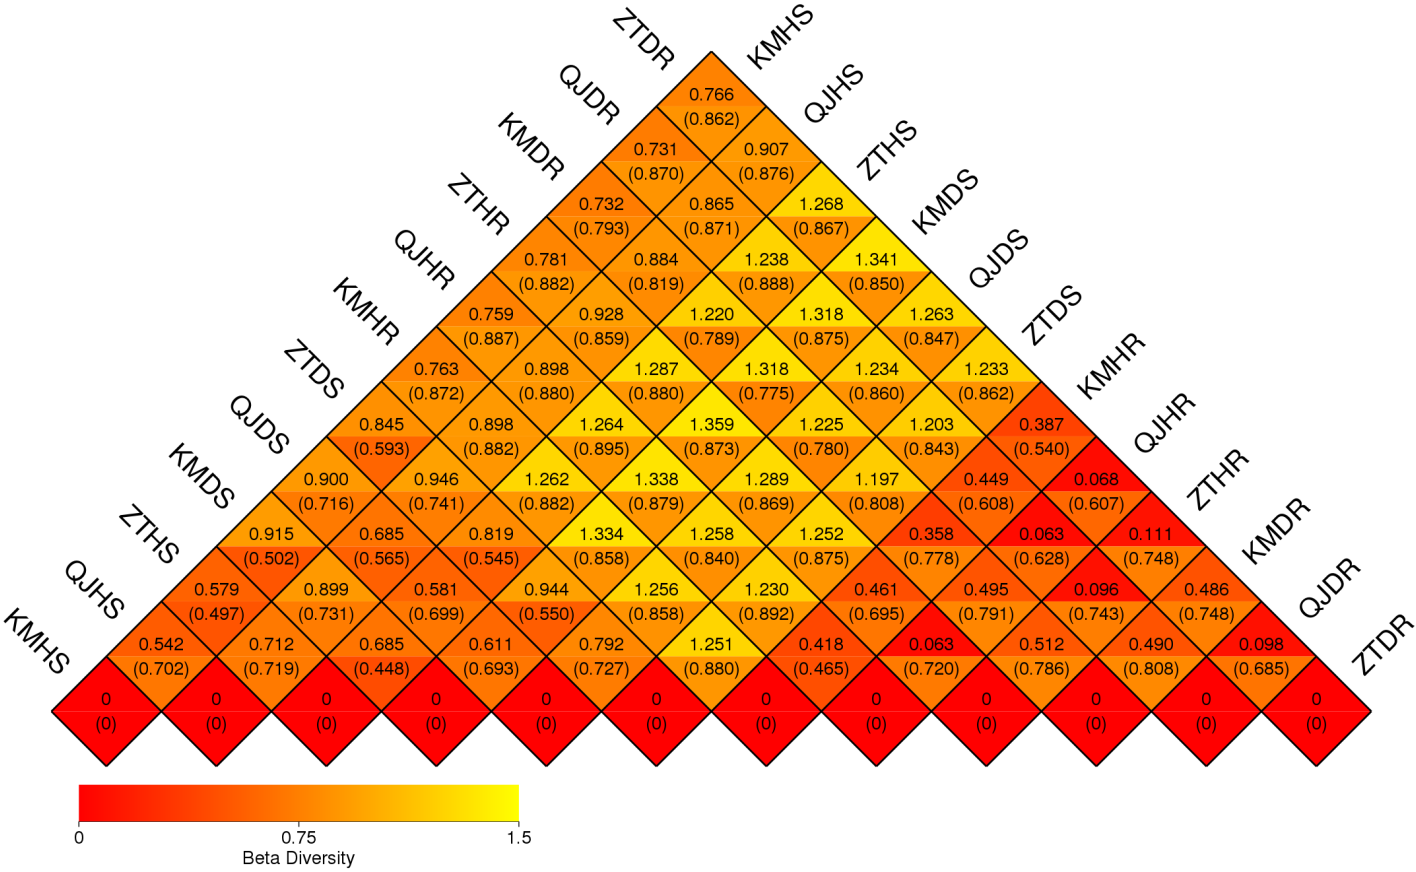 ZTDR KMHS
QJDR QJHS
KMDR ZTHS
ZTHR KMDS
QJHR QJDS
KMHR ZTDS
ZTDS KMHR
QJDS QJHR
KMDS ZTHR
ZTHS KMDR
QJHS QJDR
KMHS ZTDR
0.766
(0.862)
0.731 0.907
(0.870) (0.876)
0.732 0.865 1.268
(0.793) (0.871) (0.867)
0.781 0.884 1.238 1.341
(0.882) (0.819) (0.888) (0.850)
0.759 0.928 1.220 1.318 1.263
(0.887) (0.859) (0.789) (0.875) (0.847)
0.763 0.898 1.287 1.318 1.234 1.233
(0.872) (0.880) (0.880) (0.775) (0.860) (0.862)
0.845 0.898 1.264 1.359 1.225 1.203 0.387
(0.593) (0.882) (0.895) (0.873) (0.780) (0.843) (0.540)
0.900 0.946 1.262 1.338 1.289 1.197 0.449 0.068
(0.716) (0.741) (0.882) (0.879) (0.869) (0.808) (0.608) (0.607)
0.915 0.685 0.819 1.334 1.258 1.252 0.358 0.063 0.111
(0.502) (0.565) (0.545) (0.858) (0.840) (0.875) (0.778) (0.628) (0.748)
0.579 0.899 0.581 0.944 1.256 1.230 0.461 0.495 0.096 0.486
(0.497) (0.731) (0.699) (0.550) (0.858) (0.892) (0.695) (0.791) (0.743) (0.748)
0.542 0.712 0.685 0.611 0.792 1.251 0.418 0.063 0.512 0.490 0.098
(0.702) (0.719) (0.448) (0.693) (0.727) (0.880) (0.465) (0.720) (0.786) (0.808) (0.685)
0 0 0 0 0 0 0 0 0 0 0 0
(0) (0) (0) (0) (0) (0) (0) (0) (0) (0) (0) (0)
0 0.75 1.5
Beta Diversity